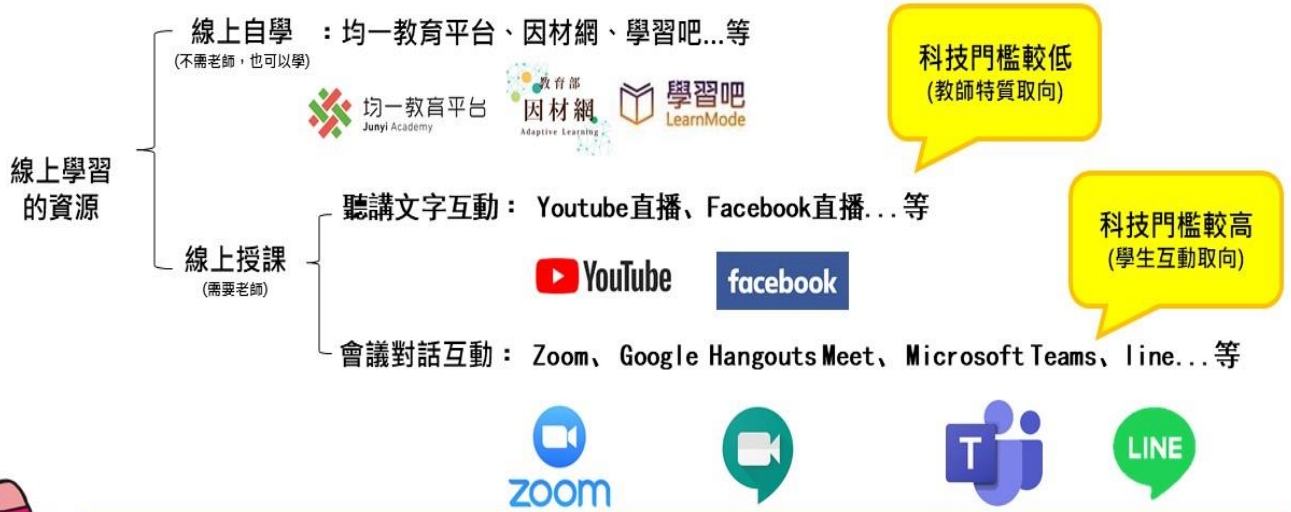 線上自學 ：均一教育平台、因材網、學習吧...等
(不需老師，也可以學)
科技門檻較低
(教師特質取向)
均一教育平台
Junyi Academy
教育部
因材網
Adaptive Learning
學習吧
LearnMode
線上學習
的資源
聽講文字互動： Youtube直播、Facebook直播...等
科技門檻較高
(學生互動取向)
線上授課
(需要老師)
YouTube
facebook
會議對話互動： Zoom、Google Hangouts Meet、Microsoft Teams、line...等
zoom
T
LINE